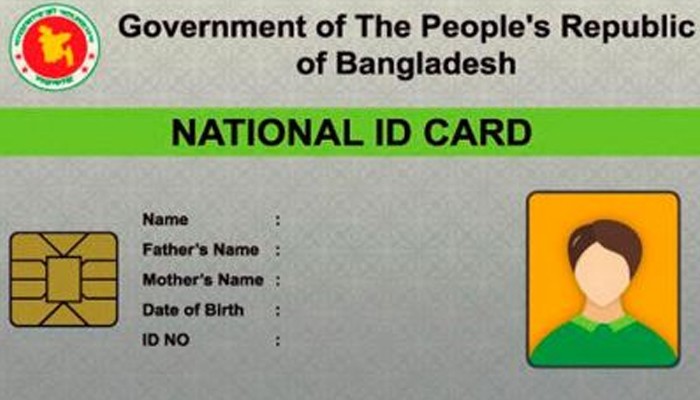 Government of The People's Republic
of Bangladesh
NATIONAL ID CARD
Name :
Father's Name :
Mother's Name :
Date of Birth :
ID NO :